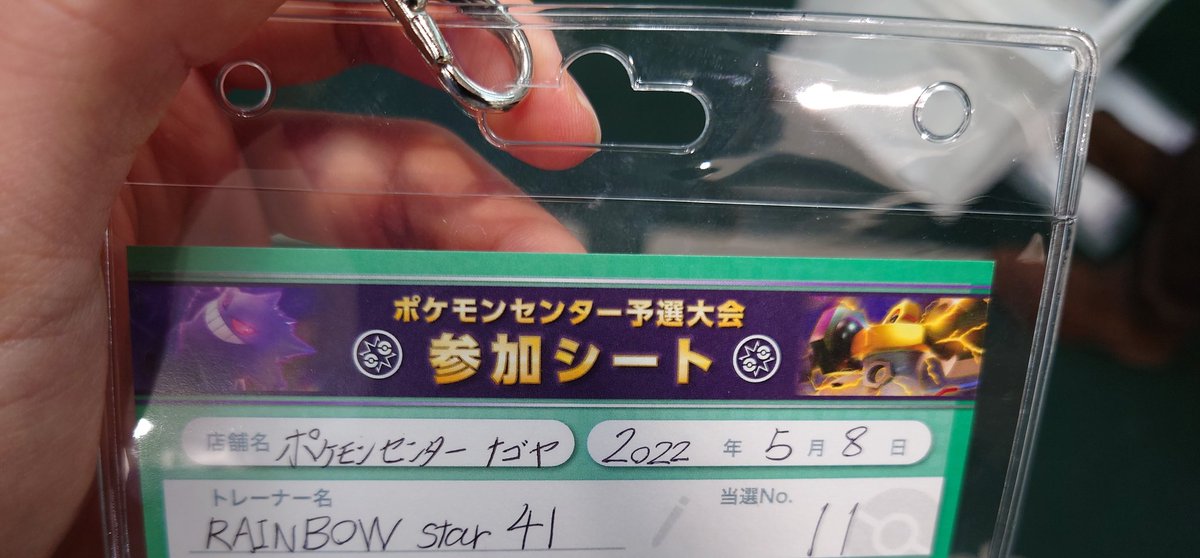 ポケモンセンター予選大会
参加シート
店舗名 ポケモンセンター ナゴヤ 2022 年 5 月 8 日
トレーナー名 当選No.
RAINBOW star 41 11